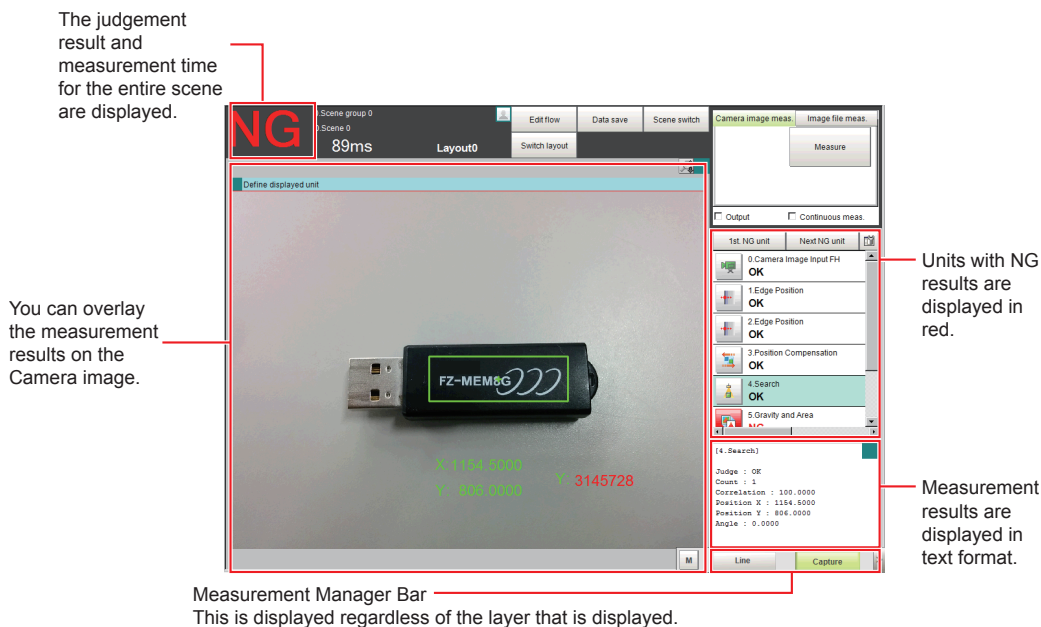 The judgement
result and
measurement time
for the entire scene
are displayed.
NG
0.Scene group 0
0.Scene 0
89ms
Layout0
Edit flow
Data save
Scene switch
Switch layout
Camera image meas.
Image file meas.
Measure
Output
Continuous meas.
Define displayed unit
1st. NG unit
Next NG unit
0.Camera Image Input FH
OK
1.Edge Position
OK
2.Edge Position
OK
3.Position Compensation
OK
4.Search
OK
5.Gravity and Area
NG
Units with NG
results are
displayed in
red.
You can overlay
the measurement
results on the
Camera image.
FZ-MEM8G
X:1154.5000
Y: 806.0000
Y: 3145728
[4.Search]
Judge : OK
Count : 1
Correlation : 100.0000
Position X : 1154.5000
Position Y : 806.0000
Angle : 0.0000
Measurement
results are
displayed in
text format.
M
Line
Capture
Measurement Manager Bar
This is displayed regardless of the layer that is displayed.